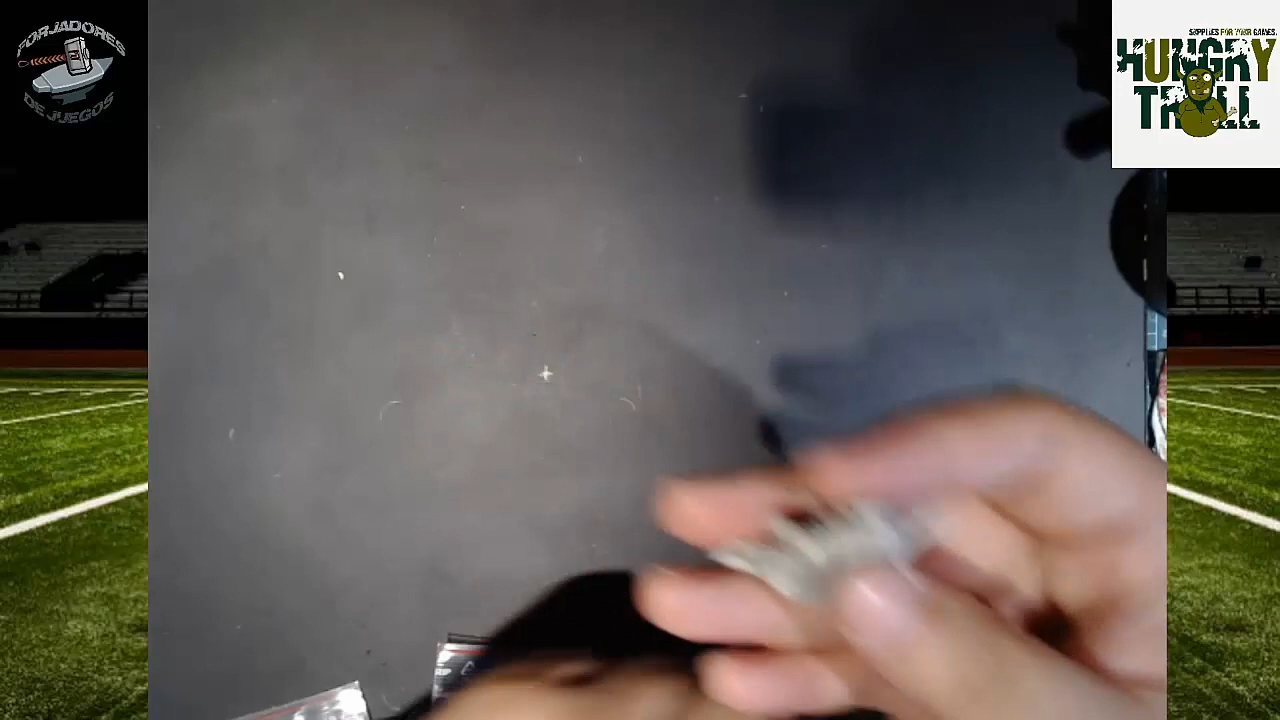 FORJADORES
DE JUEGOS
SUPPLIES FOR YOUR GAMES.
HUNGRY
TROLL